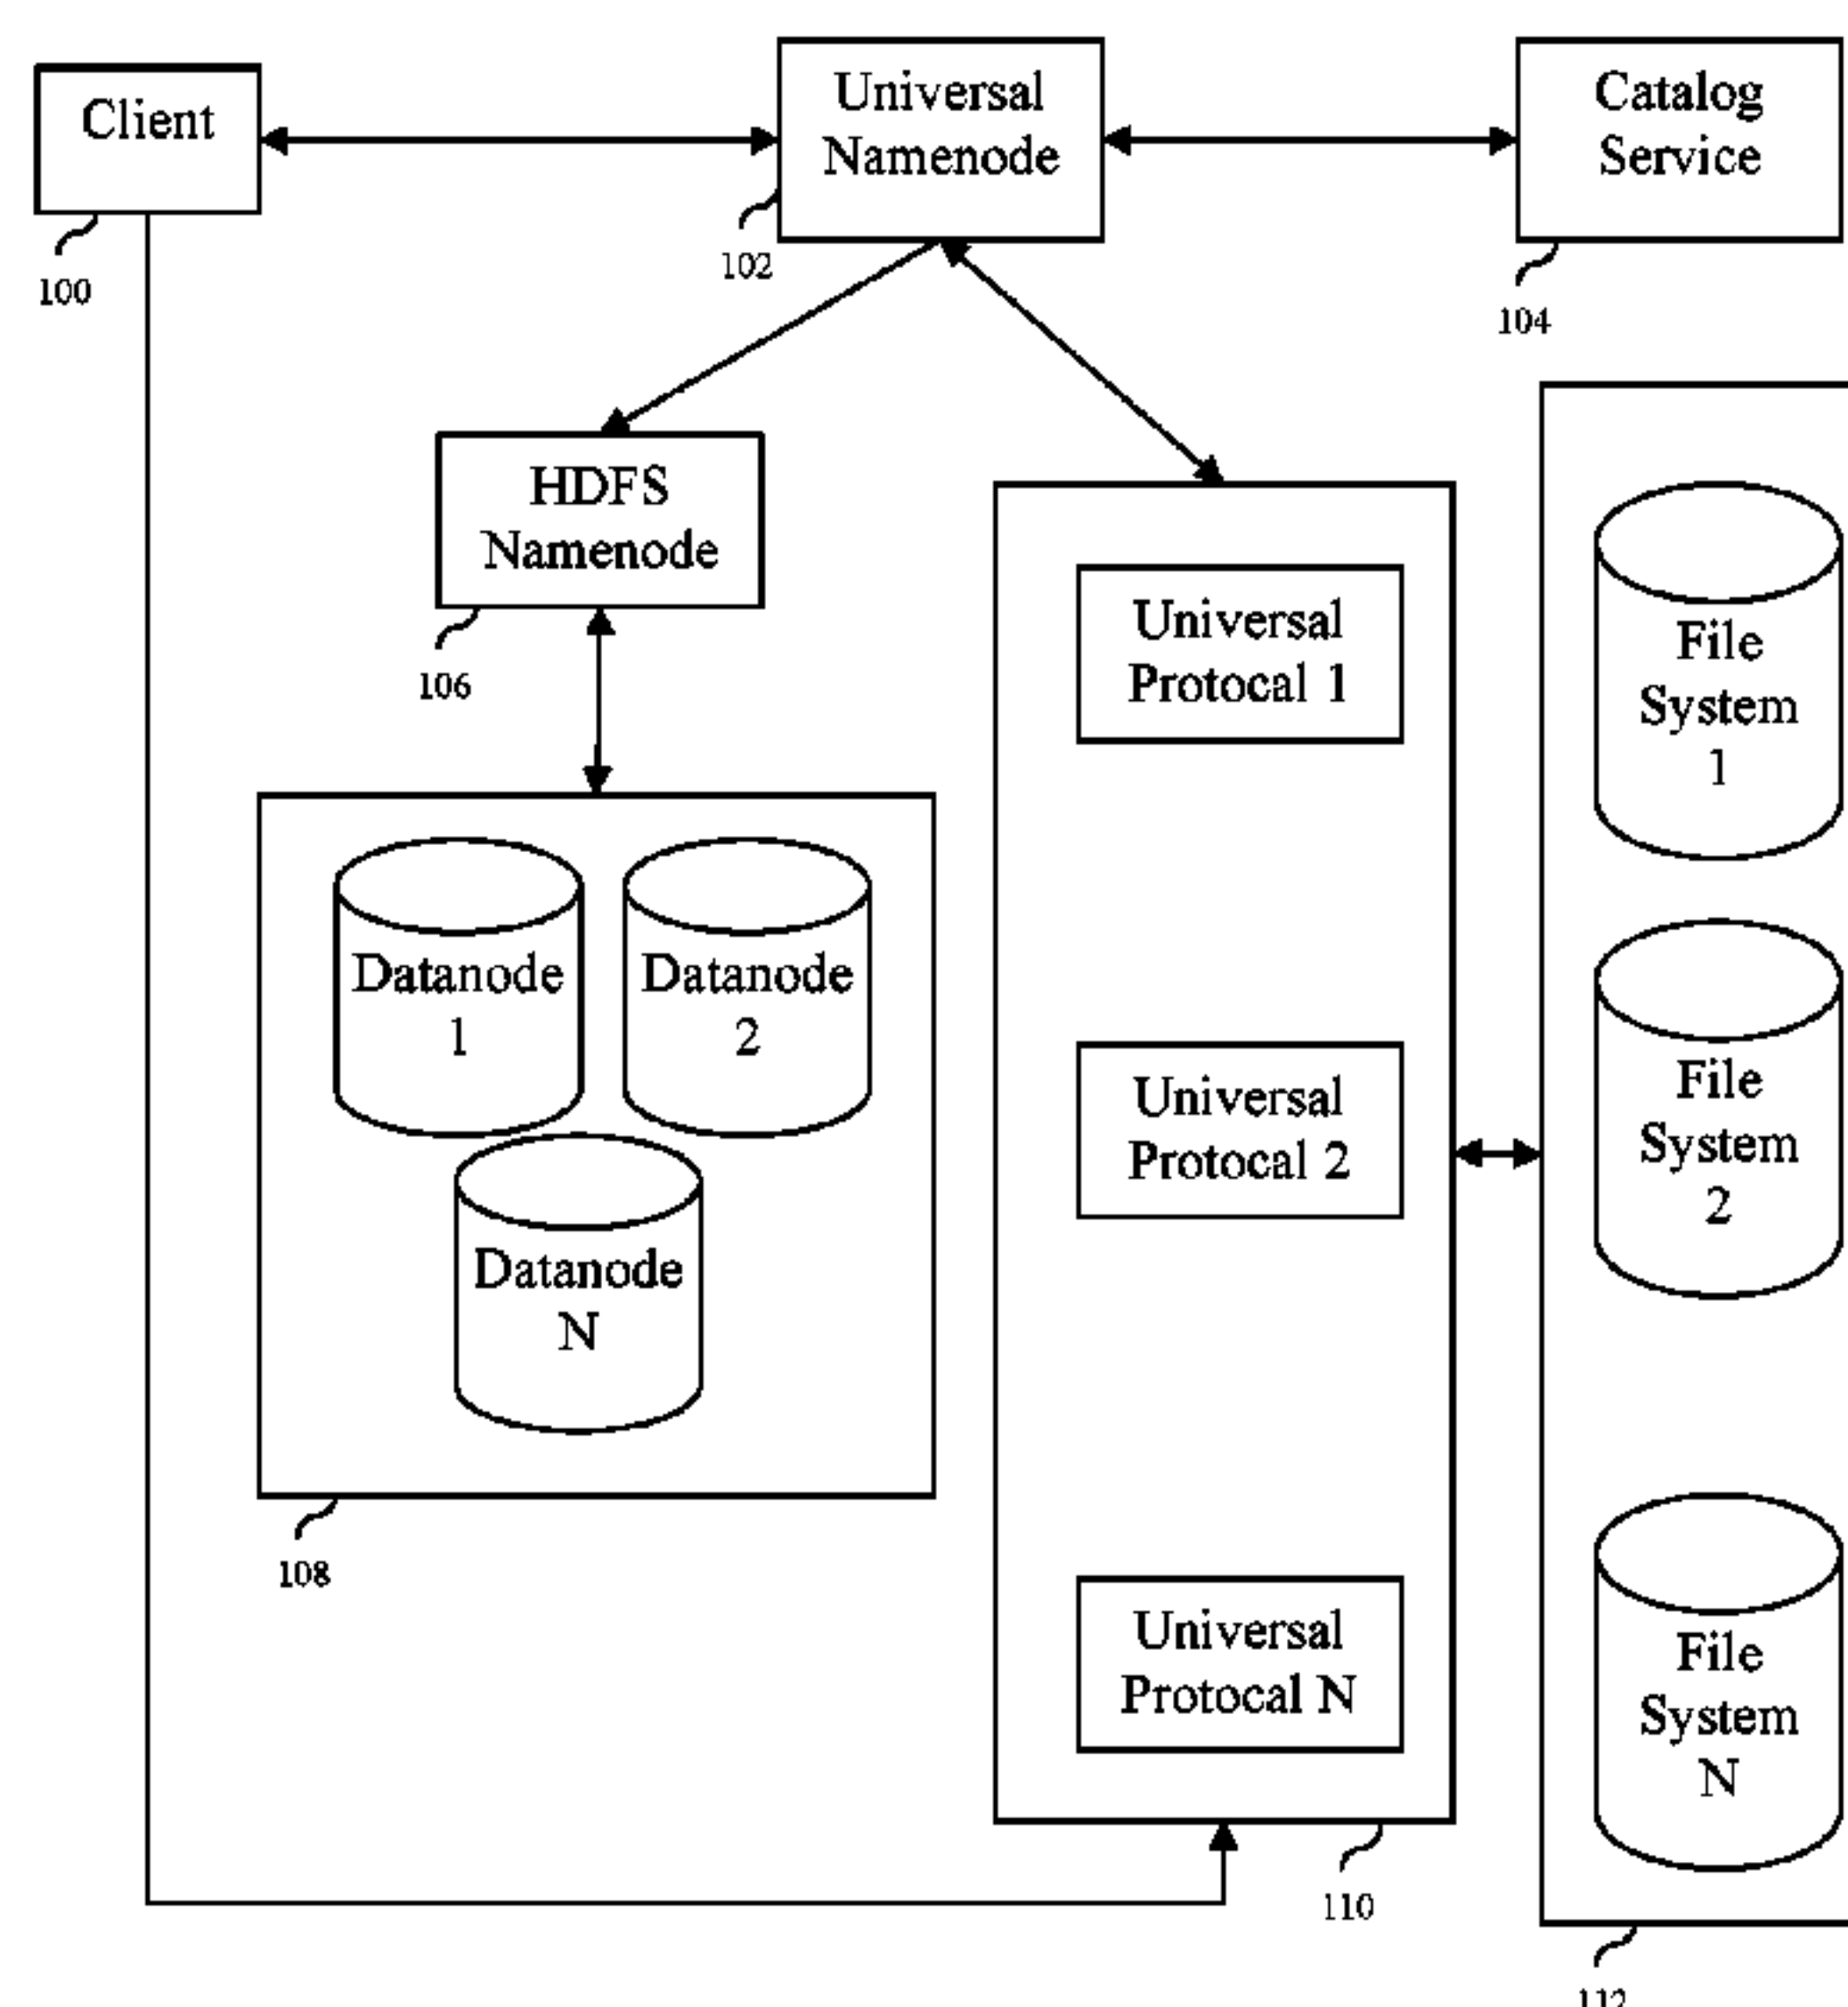 Client
Universal
Namenode
Catalog
Service
100
102
104
HDFS
Namenode
106
Universal
Protocal 1
File
System
1
Datanode
1
Datanode
2
Datanode
N
108
Universal
Protocal 2
File
System
2
Universal
Protocal N
File
System
N
110
112